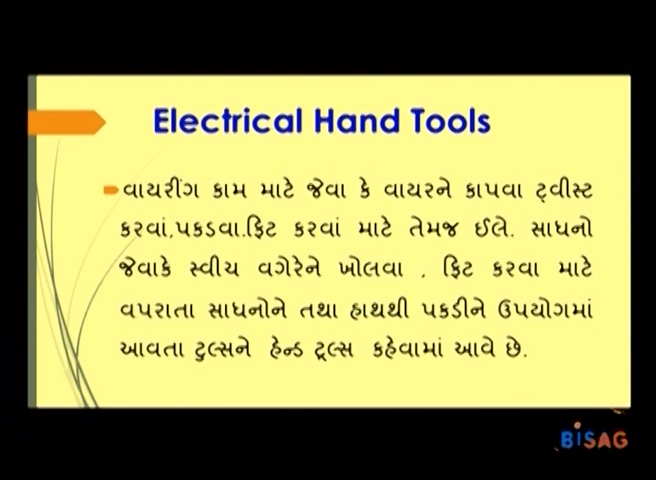 Electrical Hand Tools
વાયરીંગ કામ માટે જેવા કે વાયરને કાપવા ટ્વીસ્ટ
કરવાં,પકડવા.ફિટ કરવાં માટે તેમજ ઈલે. સાધનો
જેવાકે સ્વીચ વગેરેને ખોલવા , ફિટ કરવા માટે
વપરાતા સાધનોને તથા હાથથી પકડીને ઉપયોગમાં
આવતા ટુલ્સને હેન્ડ ટૂલ્સ કહેવામાં આવે છે.
BISAG